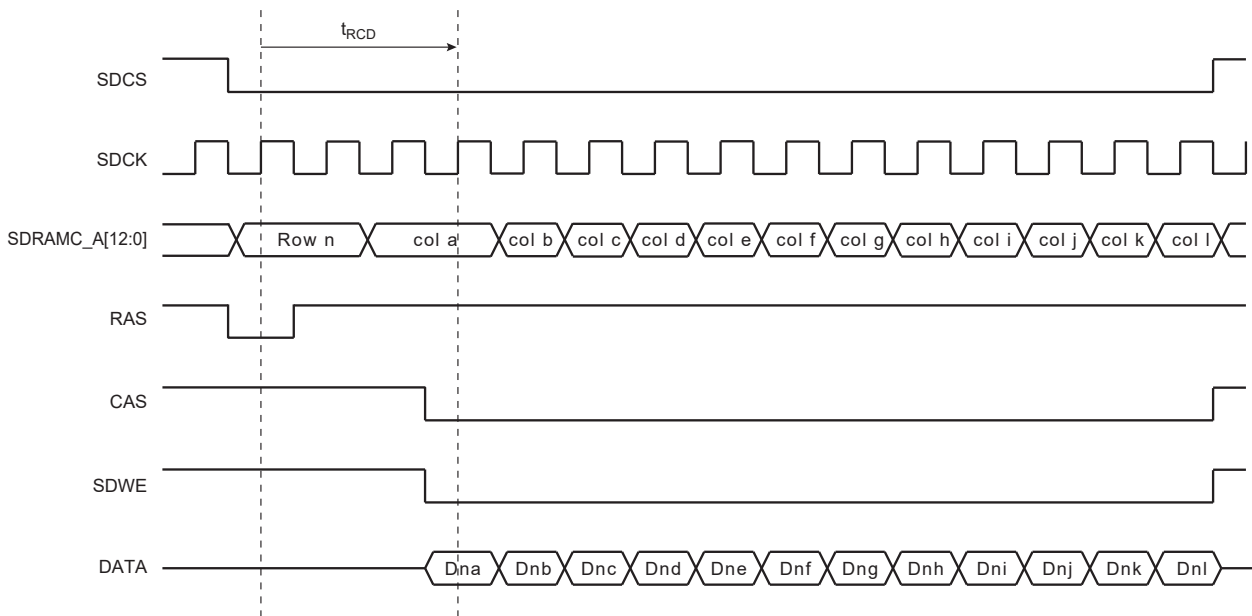 tRCD
SDCS
SDCK
SDRAMC_A[12:0] Row n col a col b col c col d col e col f col g col h col i col j col k col l
RAS
CAS
SDWE
DATA Dna Dnb Dnc Dnd Dne Dnf Dng Dnh Dni Dnj Dnk Dnl